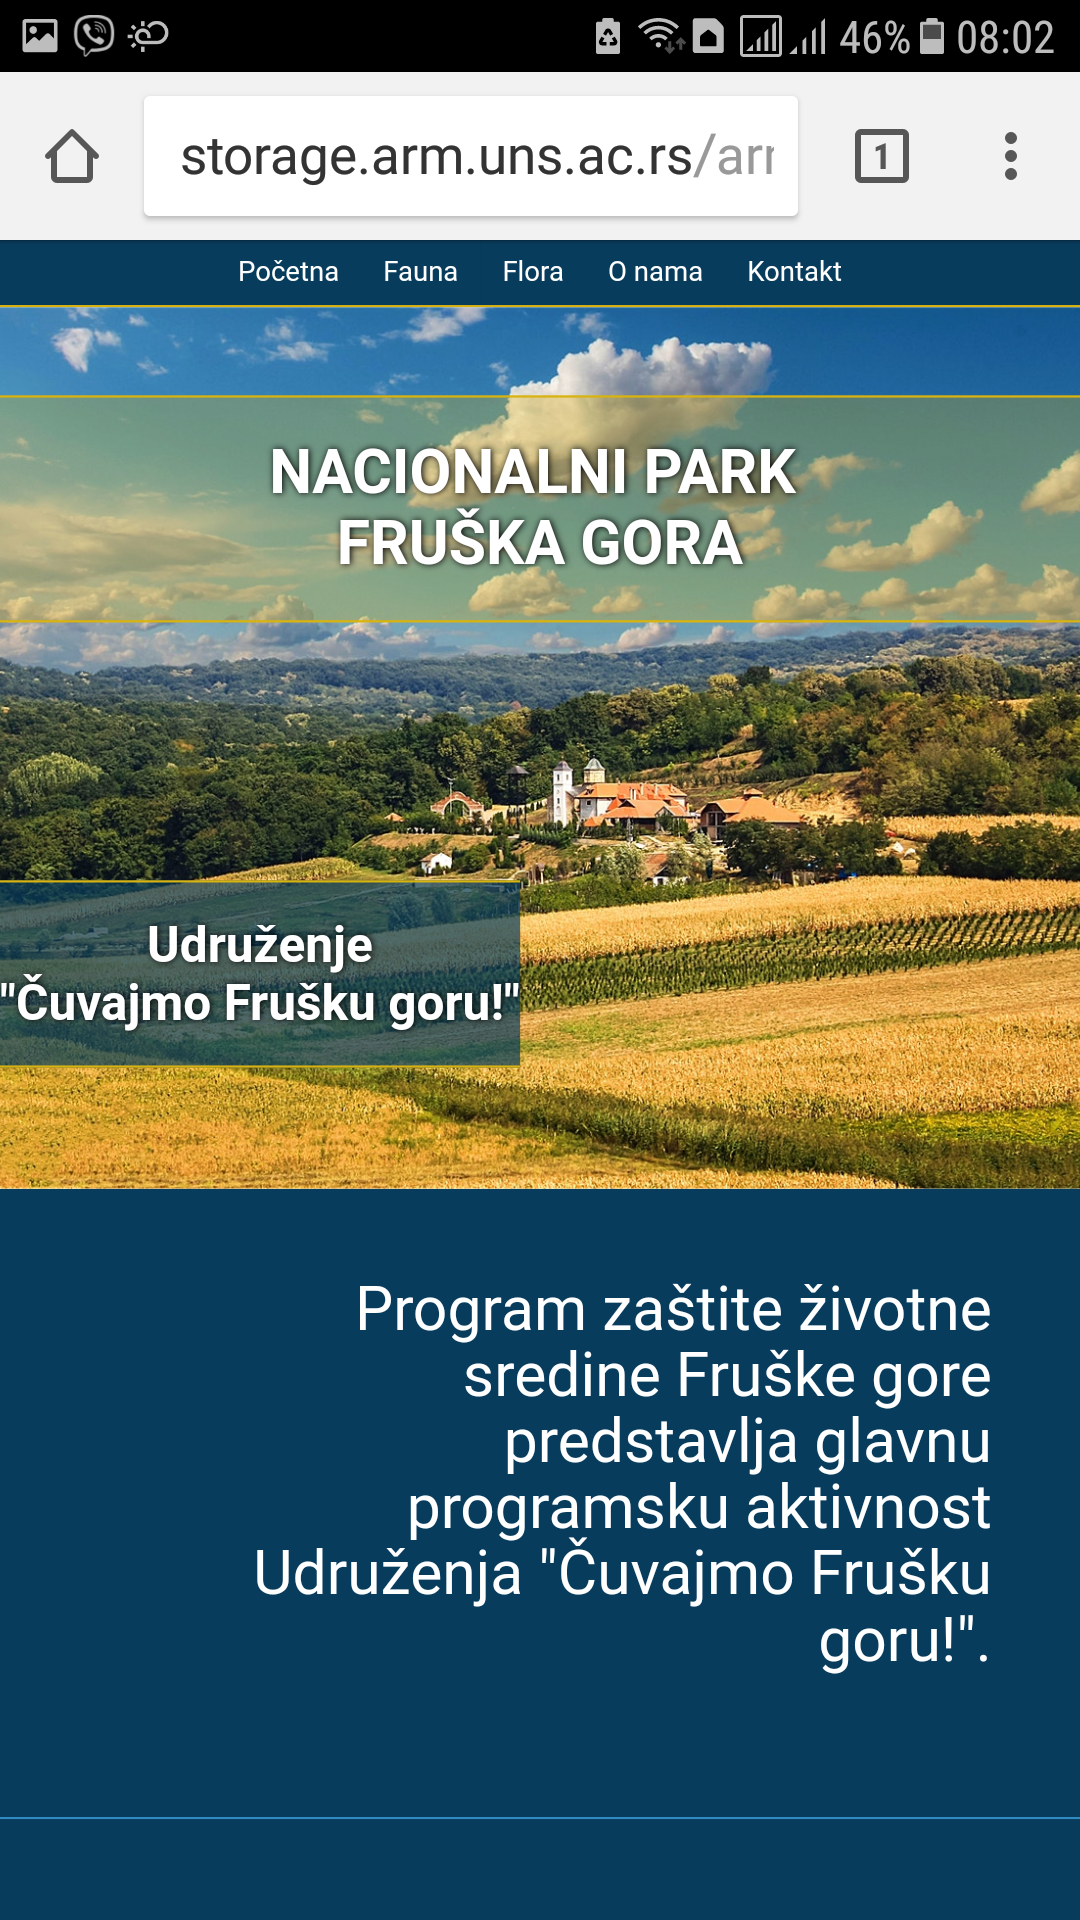 46% 08:02
storage.arm.uns.ac.rs/arr
1
Početna Fauna Flora O nama Kontakt
NACIONALNI PARK
FRUŠKA GORA
Udruženje
"Čuvajmo Frušku goru!"
Program zaštite životne
sredine Fruške gore
predstavlja glavnu
programsku aktivnost
Udruženja "Čuvajmo Frušku
goru!".